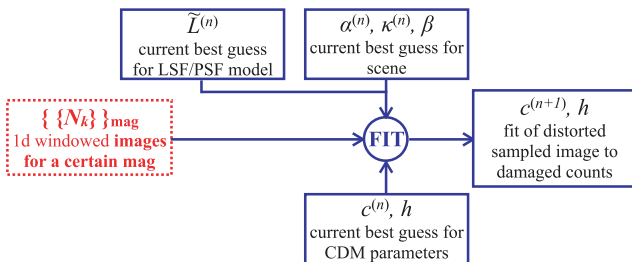 L̃⁽ⁿ⁾
current best guess
for LSF/PSF model
α⁽ⁿ⁾, κ⁽ⁿ⁾, β
current best guess for
scene
{ {Nₖ} }mag
1d windowed images
for a certain mag
FIT
c⁽ⁿ⁺¹⁾, h
fit of distorted
sampled image to
damaged counts
c⁽ⁿ⁾, h
current best guess for
CDM parameters